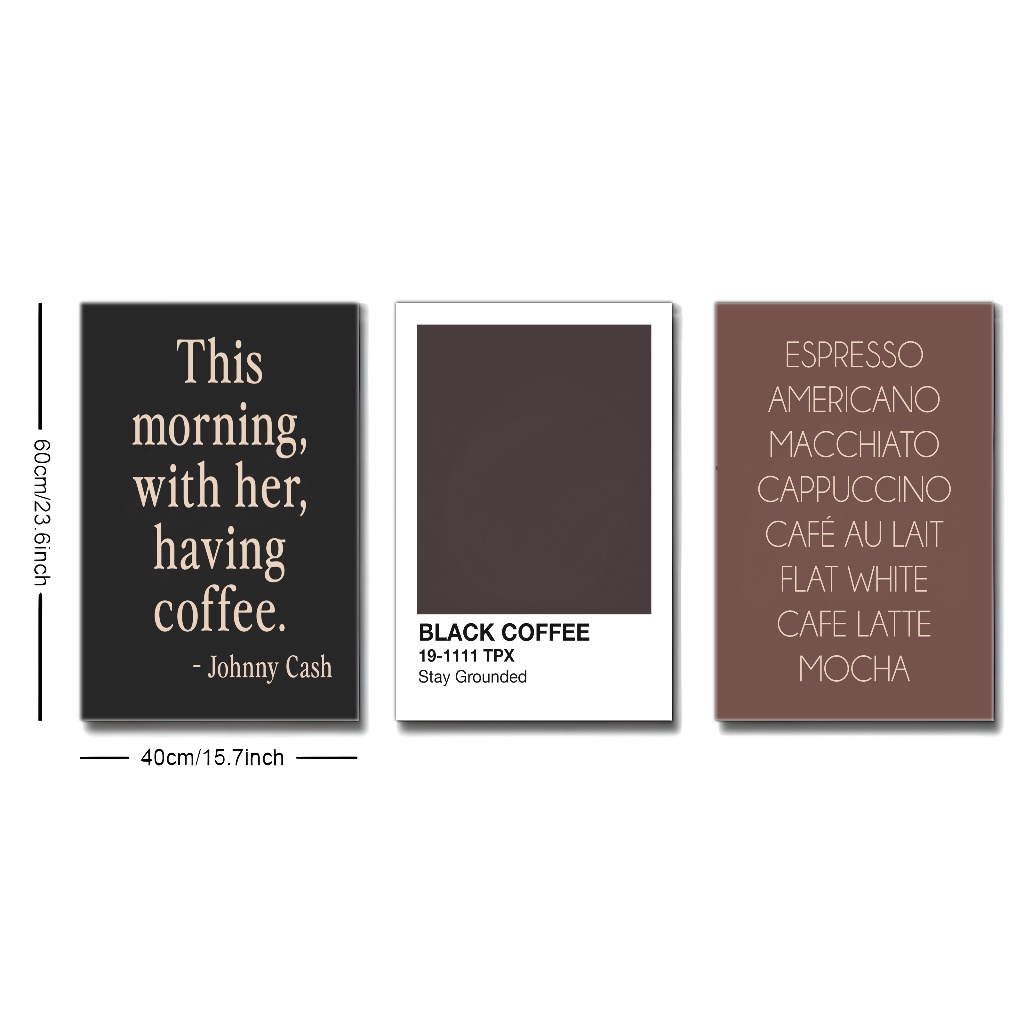 This
morning,
with her,
having
coffee.
- Johnny Cash
BLACK COFFEE
19-1111 TPX
Stay Grounded
ESPRESSO
AMERICANO
MACCHIATO
CAPPUCCINO
CAFÉ AU LAIT
FLAT WHITE
CAFE LATTE
MOCHA
60cm/23.6inch
40cm/15.7inch